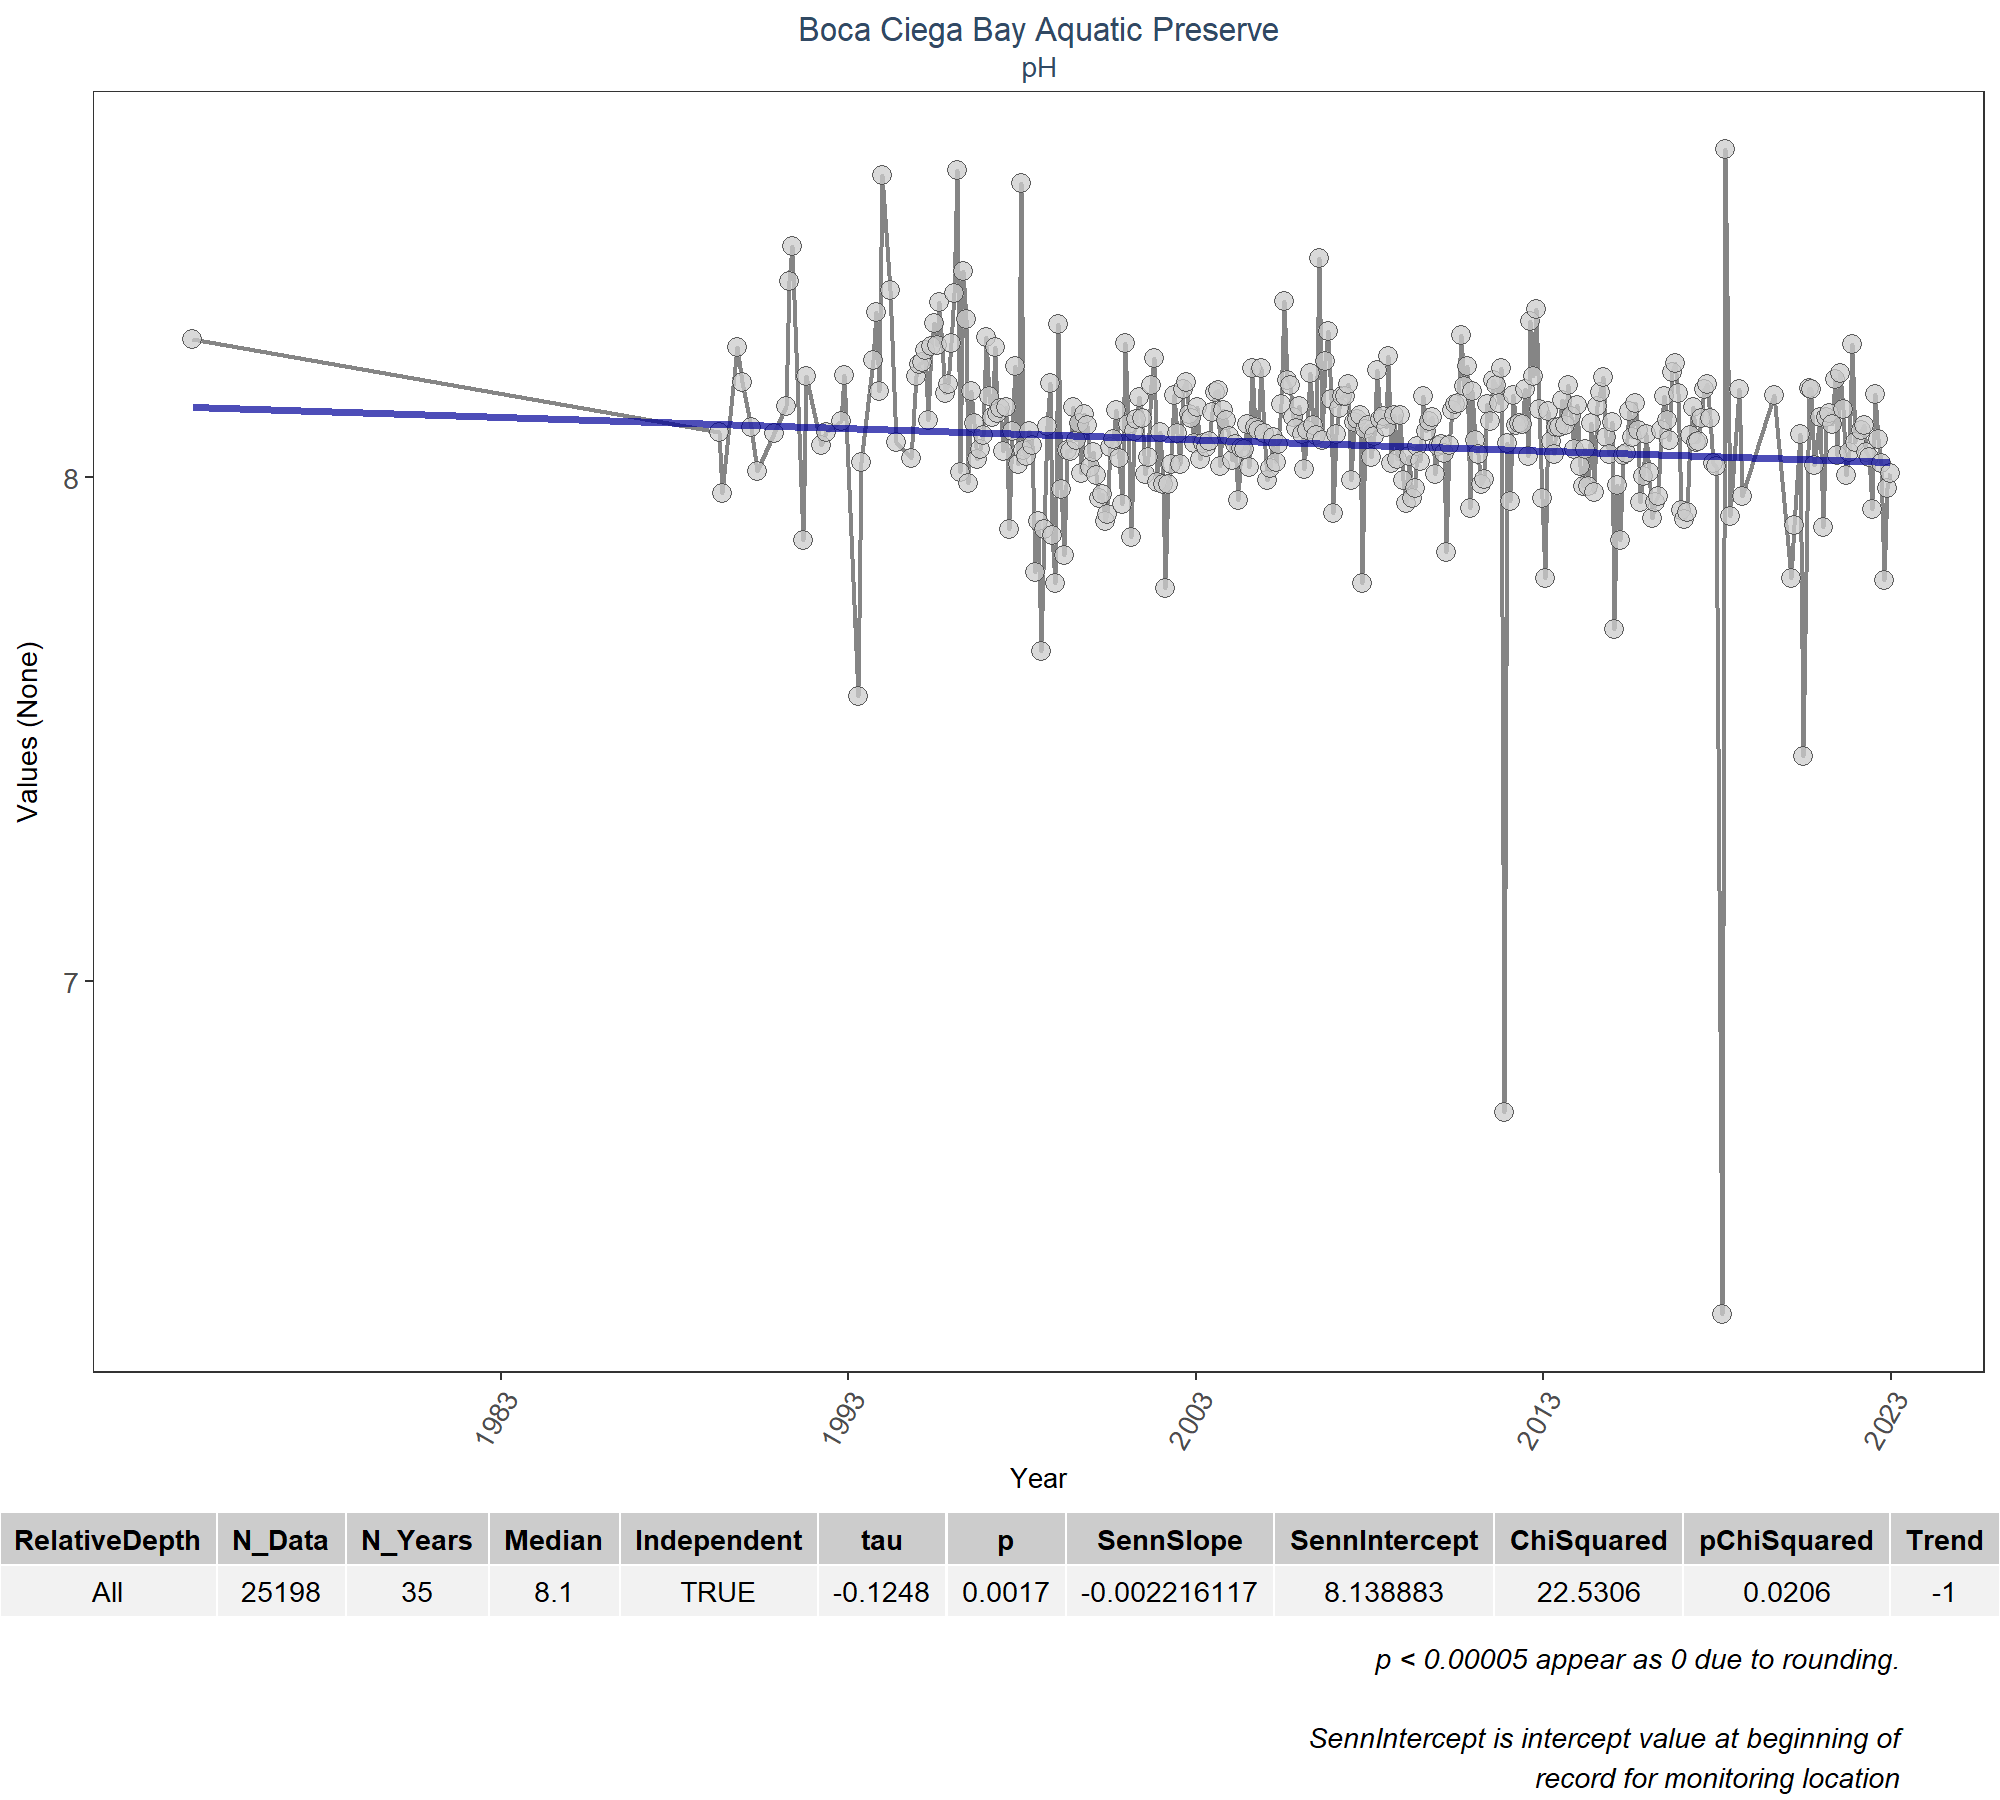 Boca Ciega Bay Aquatic Preserve
pH
8
7
Values (None)
1983 1993 2003 2013 2023
Year
RelativeDepth N_Data N_Years Median Independent tau p SennSlope SennIntercept ChiSquared pChiSquared Trend
All 25198 35 8.1 TRUE -0.1248 0.0017 -0.002216117 8.138883 22.5306 0.0206 -1
p < 0.00005 appear as 0 due to rounding.
SennIntercept is intercept value at beginning of
record for monitoring location